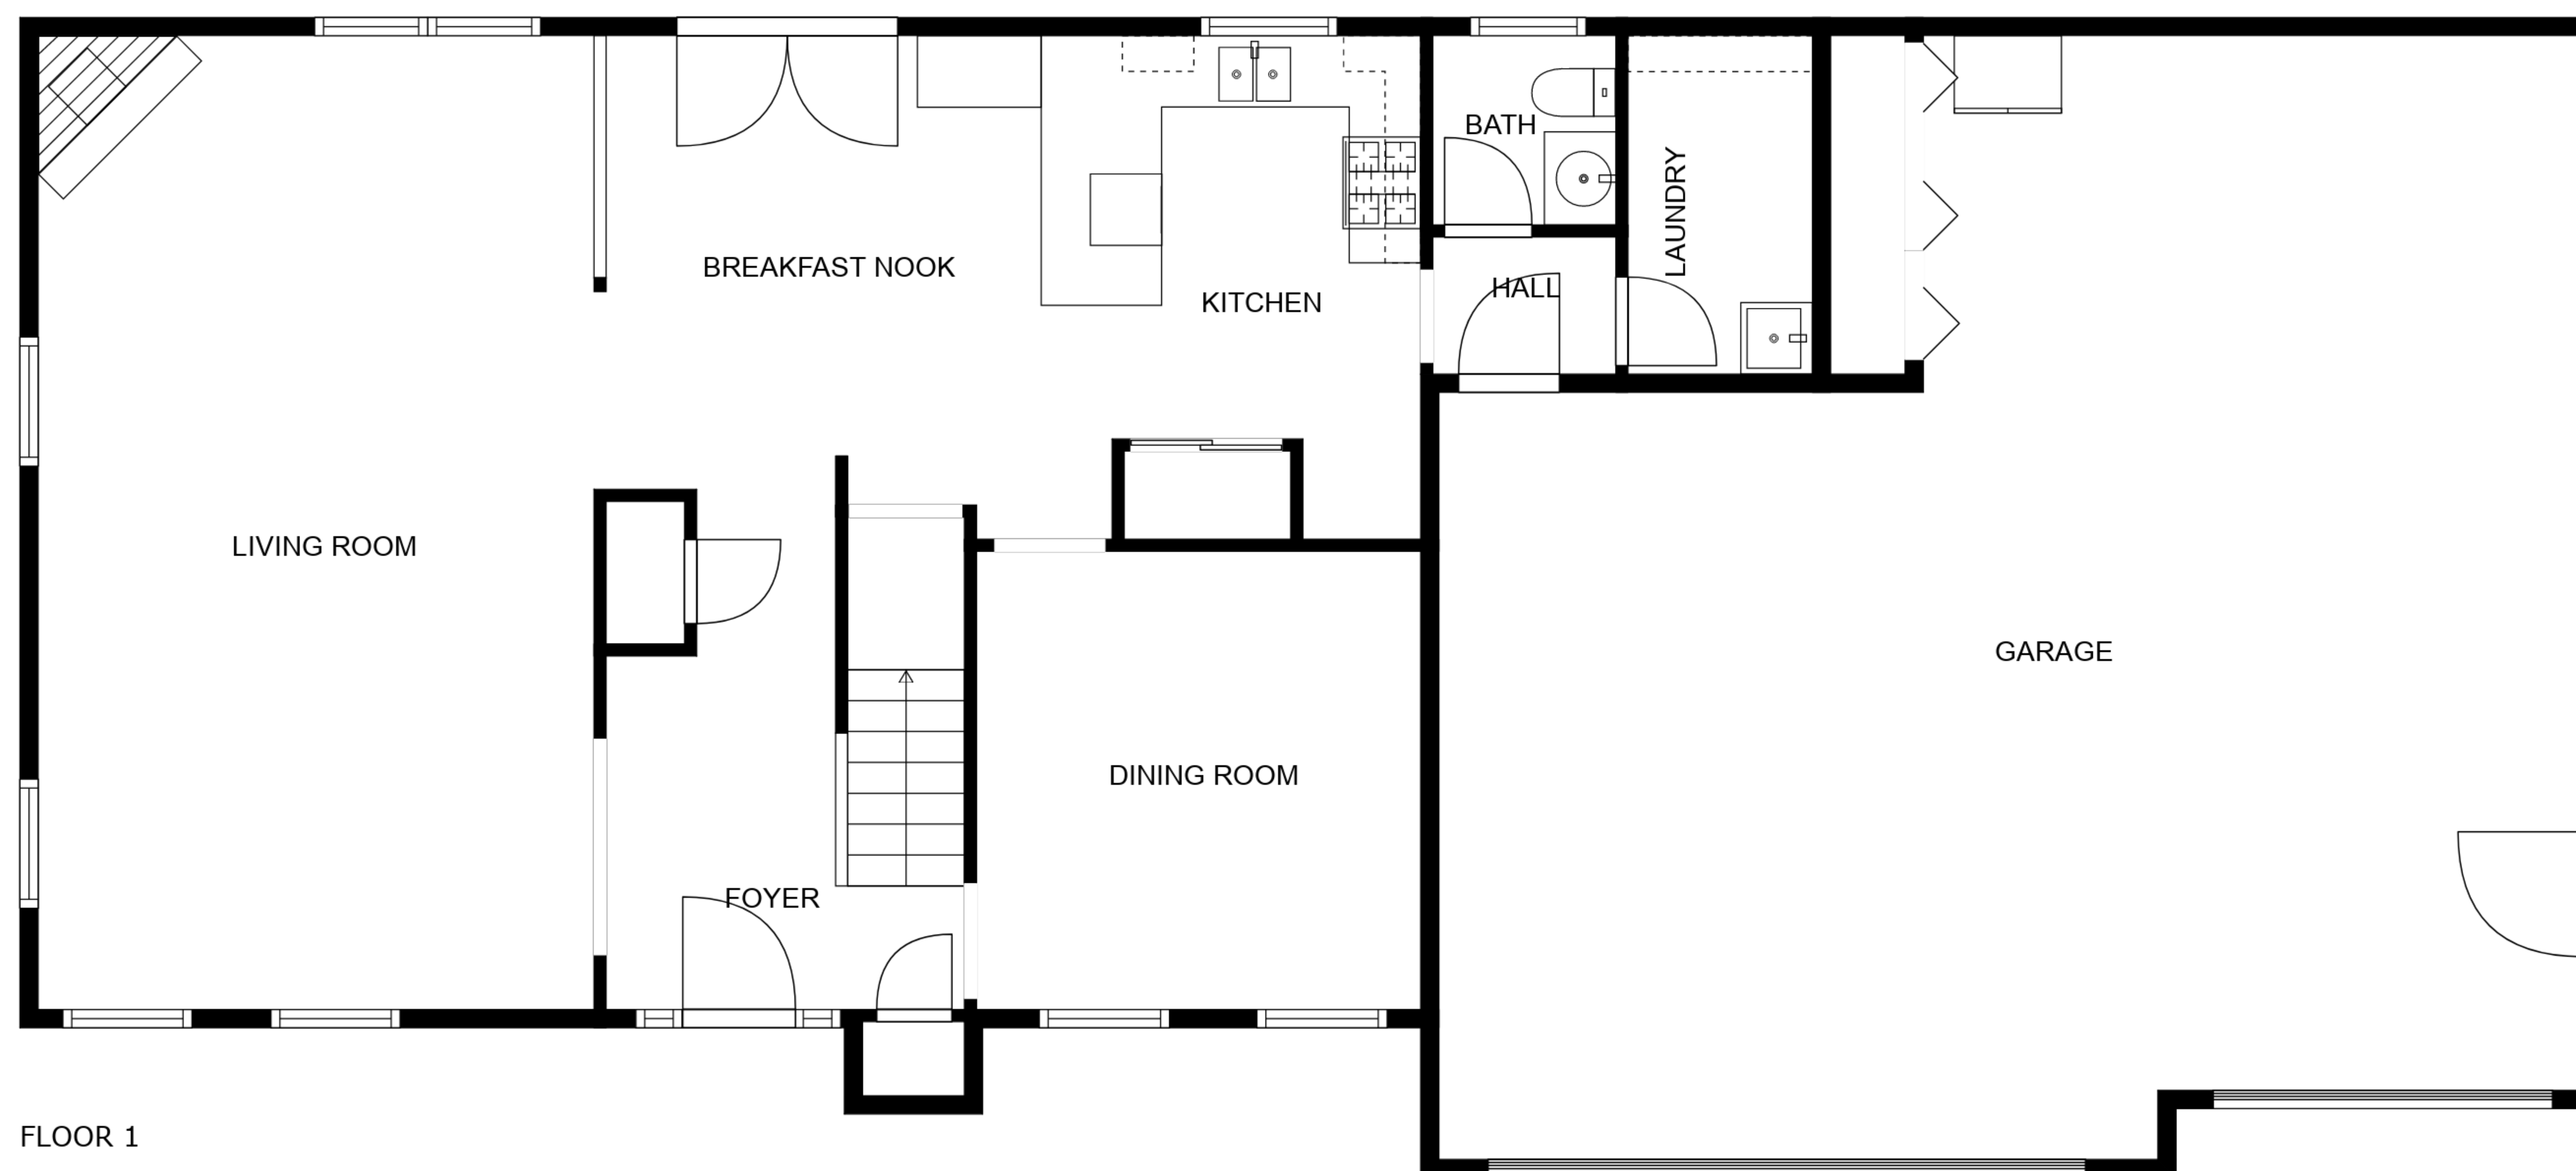 BATH
LAUNDRY
BREAKFAST NOOK
HALL
KITCHEN
LIVING ROOM
GARAGE
DINING ROOM
FOYER
FLOOR 1